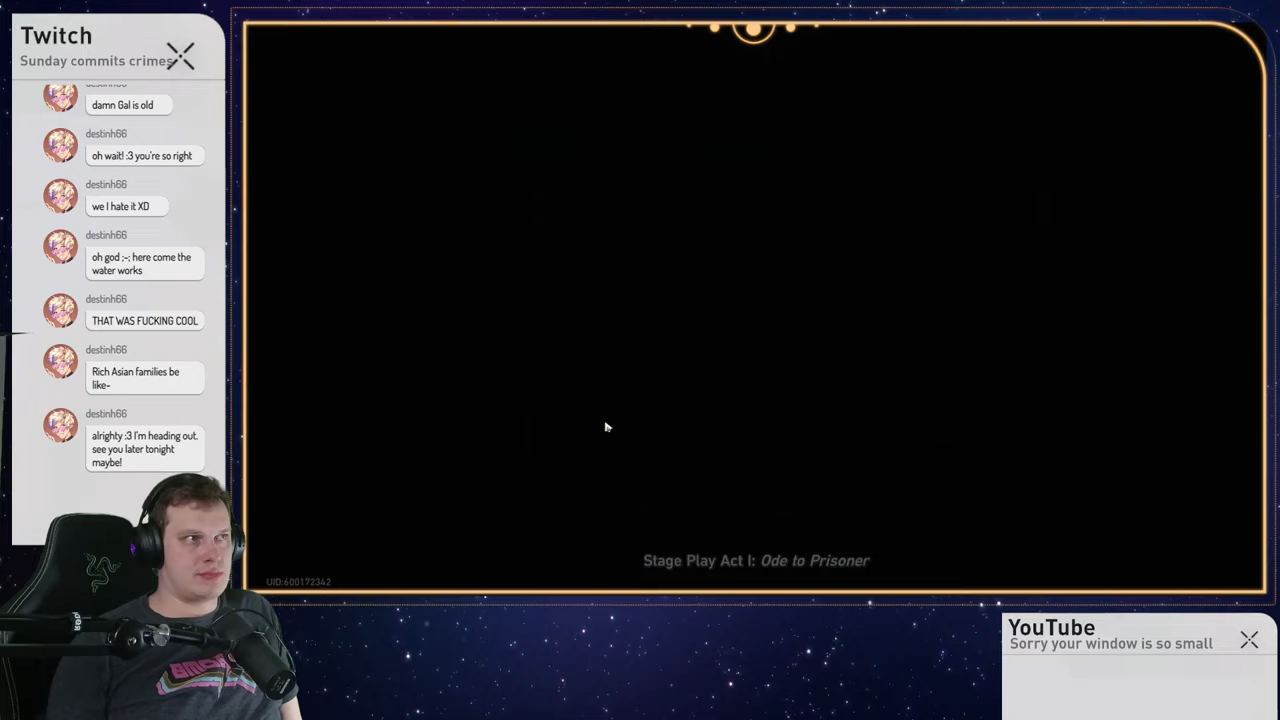 Twitch
Sunday commits crimes
destinh66
damn Gal is old
destinh66
oh wait! :3 you're so right
destinh66
we I hate it XD
destinh66
oh god ;-; here come the
water works
destinh66
THAT WAS FUCKING COOL
destinh66
Rich Asian families be
like-
destinh66
alrighty :3 I'm heading out.
see you later tonight
maybe!
Stage Play Act I: Ode to Prisoner
UID:600172342
YouTube
Sorry your window is so small